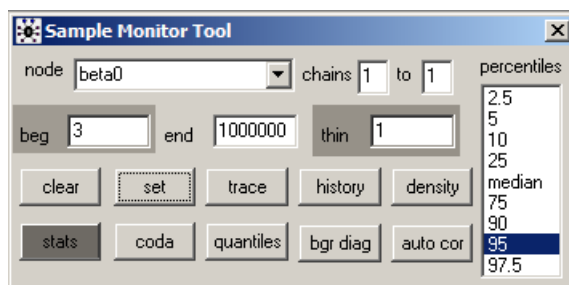 Sample Monitor Tool
node beta0 chains 1 to 1 percentiles
beg 3 end 1000000 thin 1
clear set trace history density
stats coda quantiles bgr diag auto cor
2.5
5
10
25
median
75
90
95
97.5